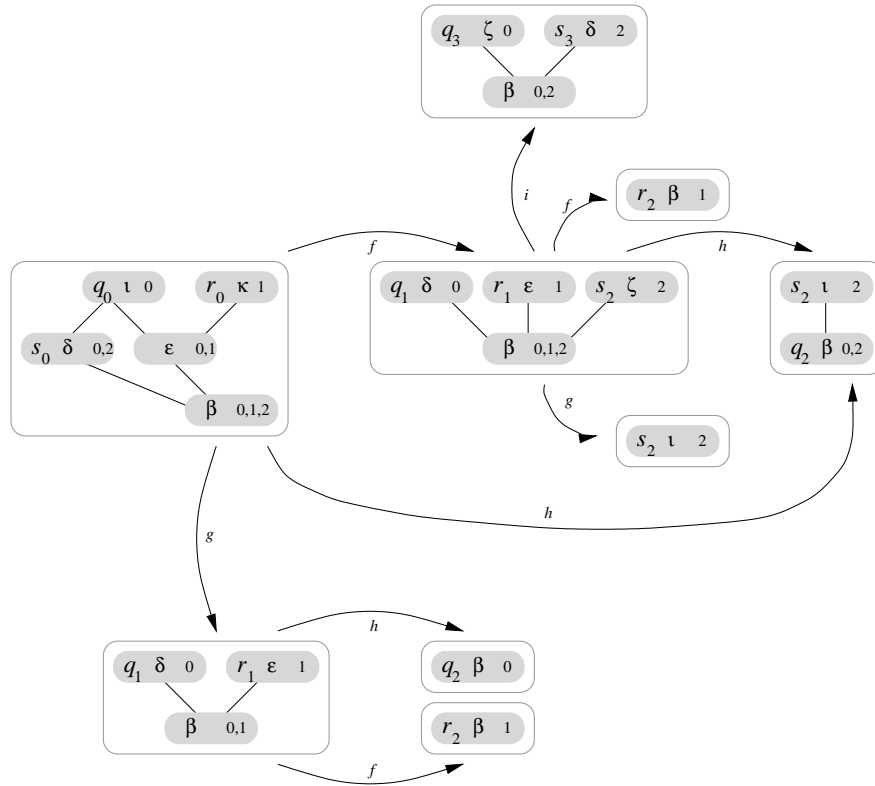 q3 ζ 0
s3 δ 2
β 0,2
i
f
r2 β 1
f
h
q0 ι 0
r0 κ 1
s0 δ 0,2
ε 0,1
β 0,1,2
q1 δ 0
r1 ε 1
s2 ζ 2
β 0,1,2
s2 ι 2
q2 β 0,2
g
s2 ι 2
h
g
q1 δ 0
r1 ε 1
β 0,1
h
q2 β 0
r2 β 1
f